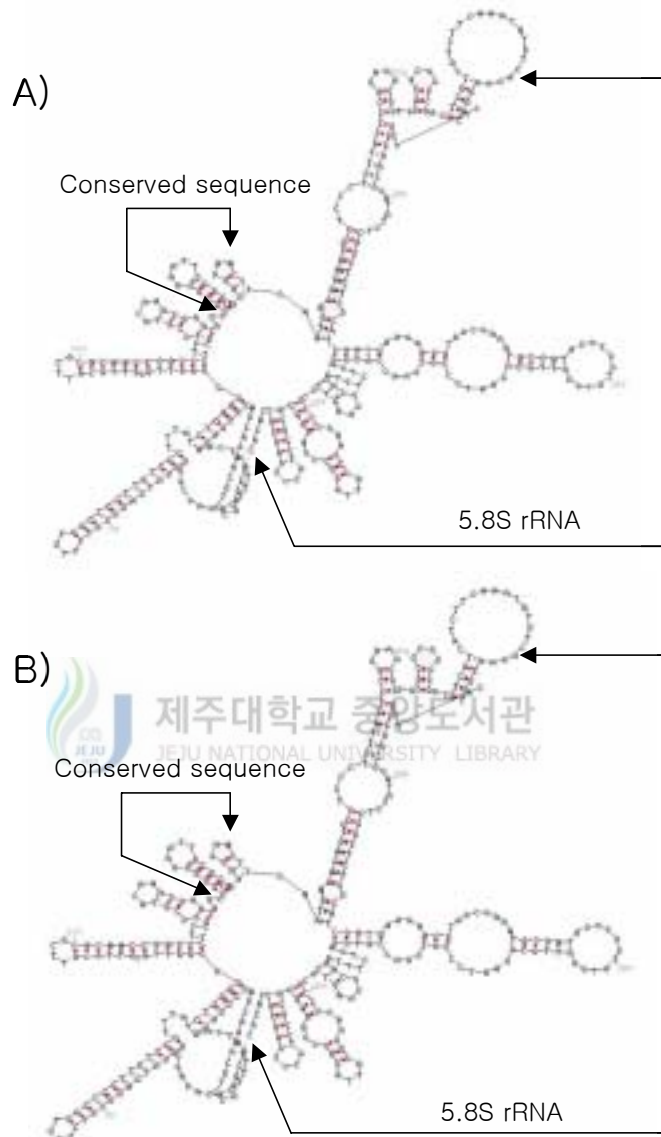 A)
Conserved sequence
5.8S rRNA
B)
제주대학교 중앙도서관
JEJU NATIONAL UNIVERSITY LIBRARY
JEJU
Conserved sequence
5.8S rRNA